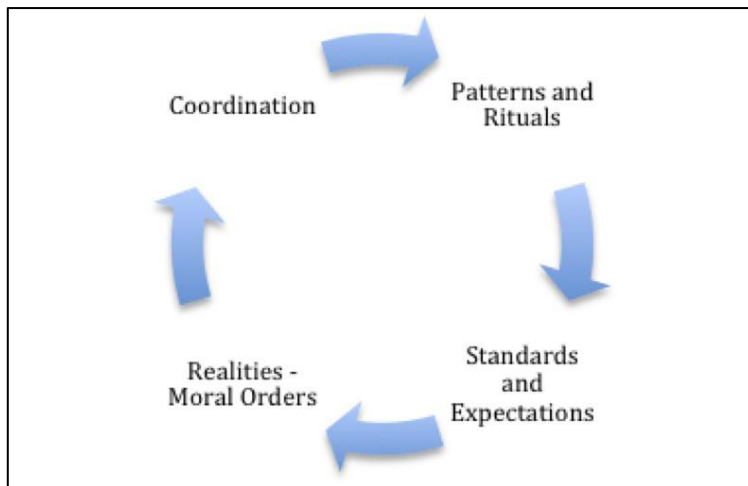 Coordination
Patterns and
Rituals
Standards
and
Expectations
Realities -
Moral Orders